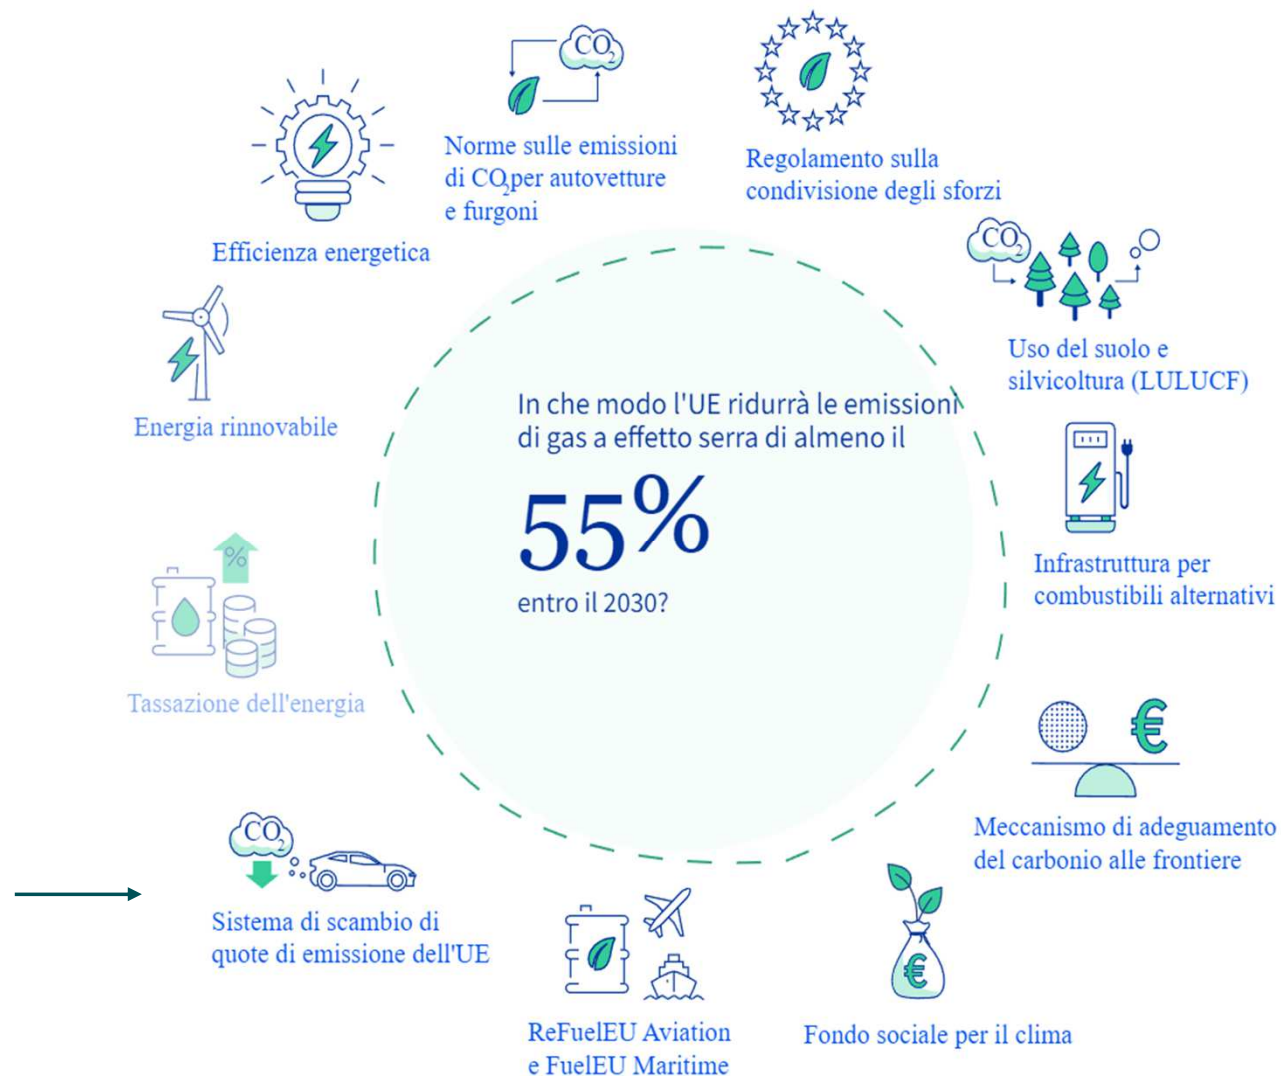 CO2
Norme sulle emissioni
di CO2per autovetture
e furgoni
Regolamento sulla
condivisione degli sforzi
Efficienza energetica
CO2
Uso del suolo e
silvicoltura (LULUCF)
Energia rinnovabile
In che modo l'UE ridurrà le emissioni
di gas a effetto serra di almeno il
55%
entro il 2030?
Infrastruttura per
combustibili alternativi
%
Tassazione dell'energia
€
Meccanismo di adeguamento
del carbonio alle frontiere
CO2
Sistema di scambio di
quote di emissione dell'UE
ReFuelEU Aviation
e FuelEU Maritime
€
Fondo sociale per il clima